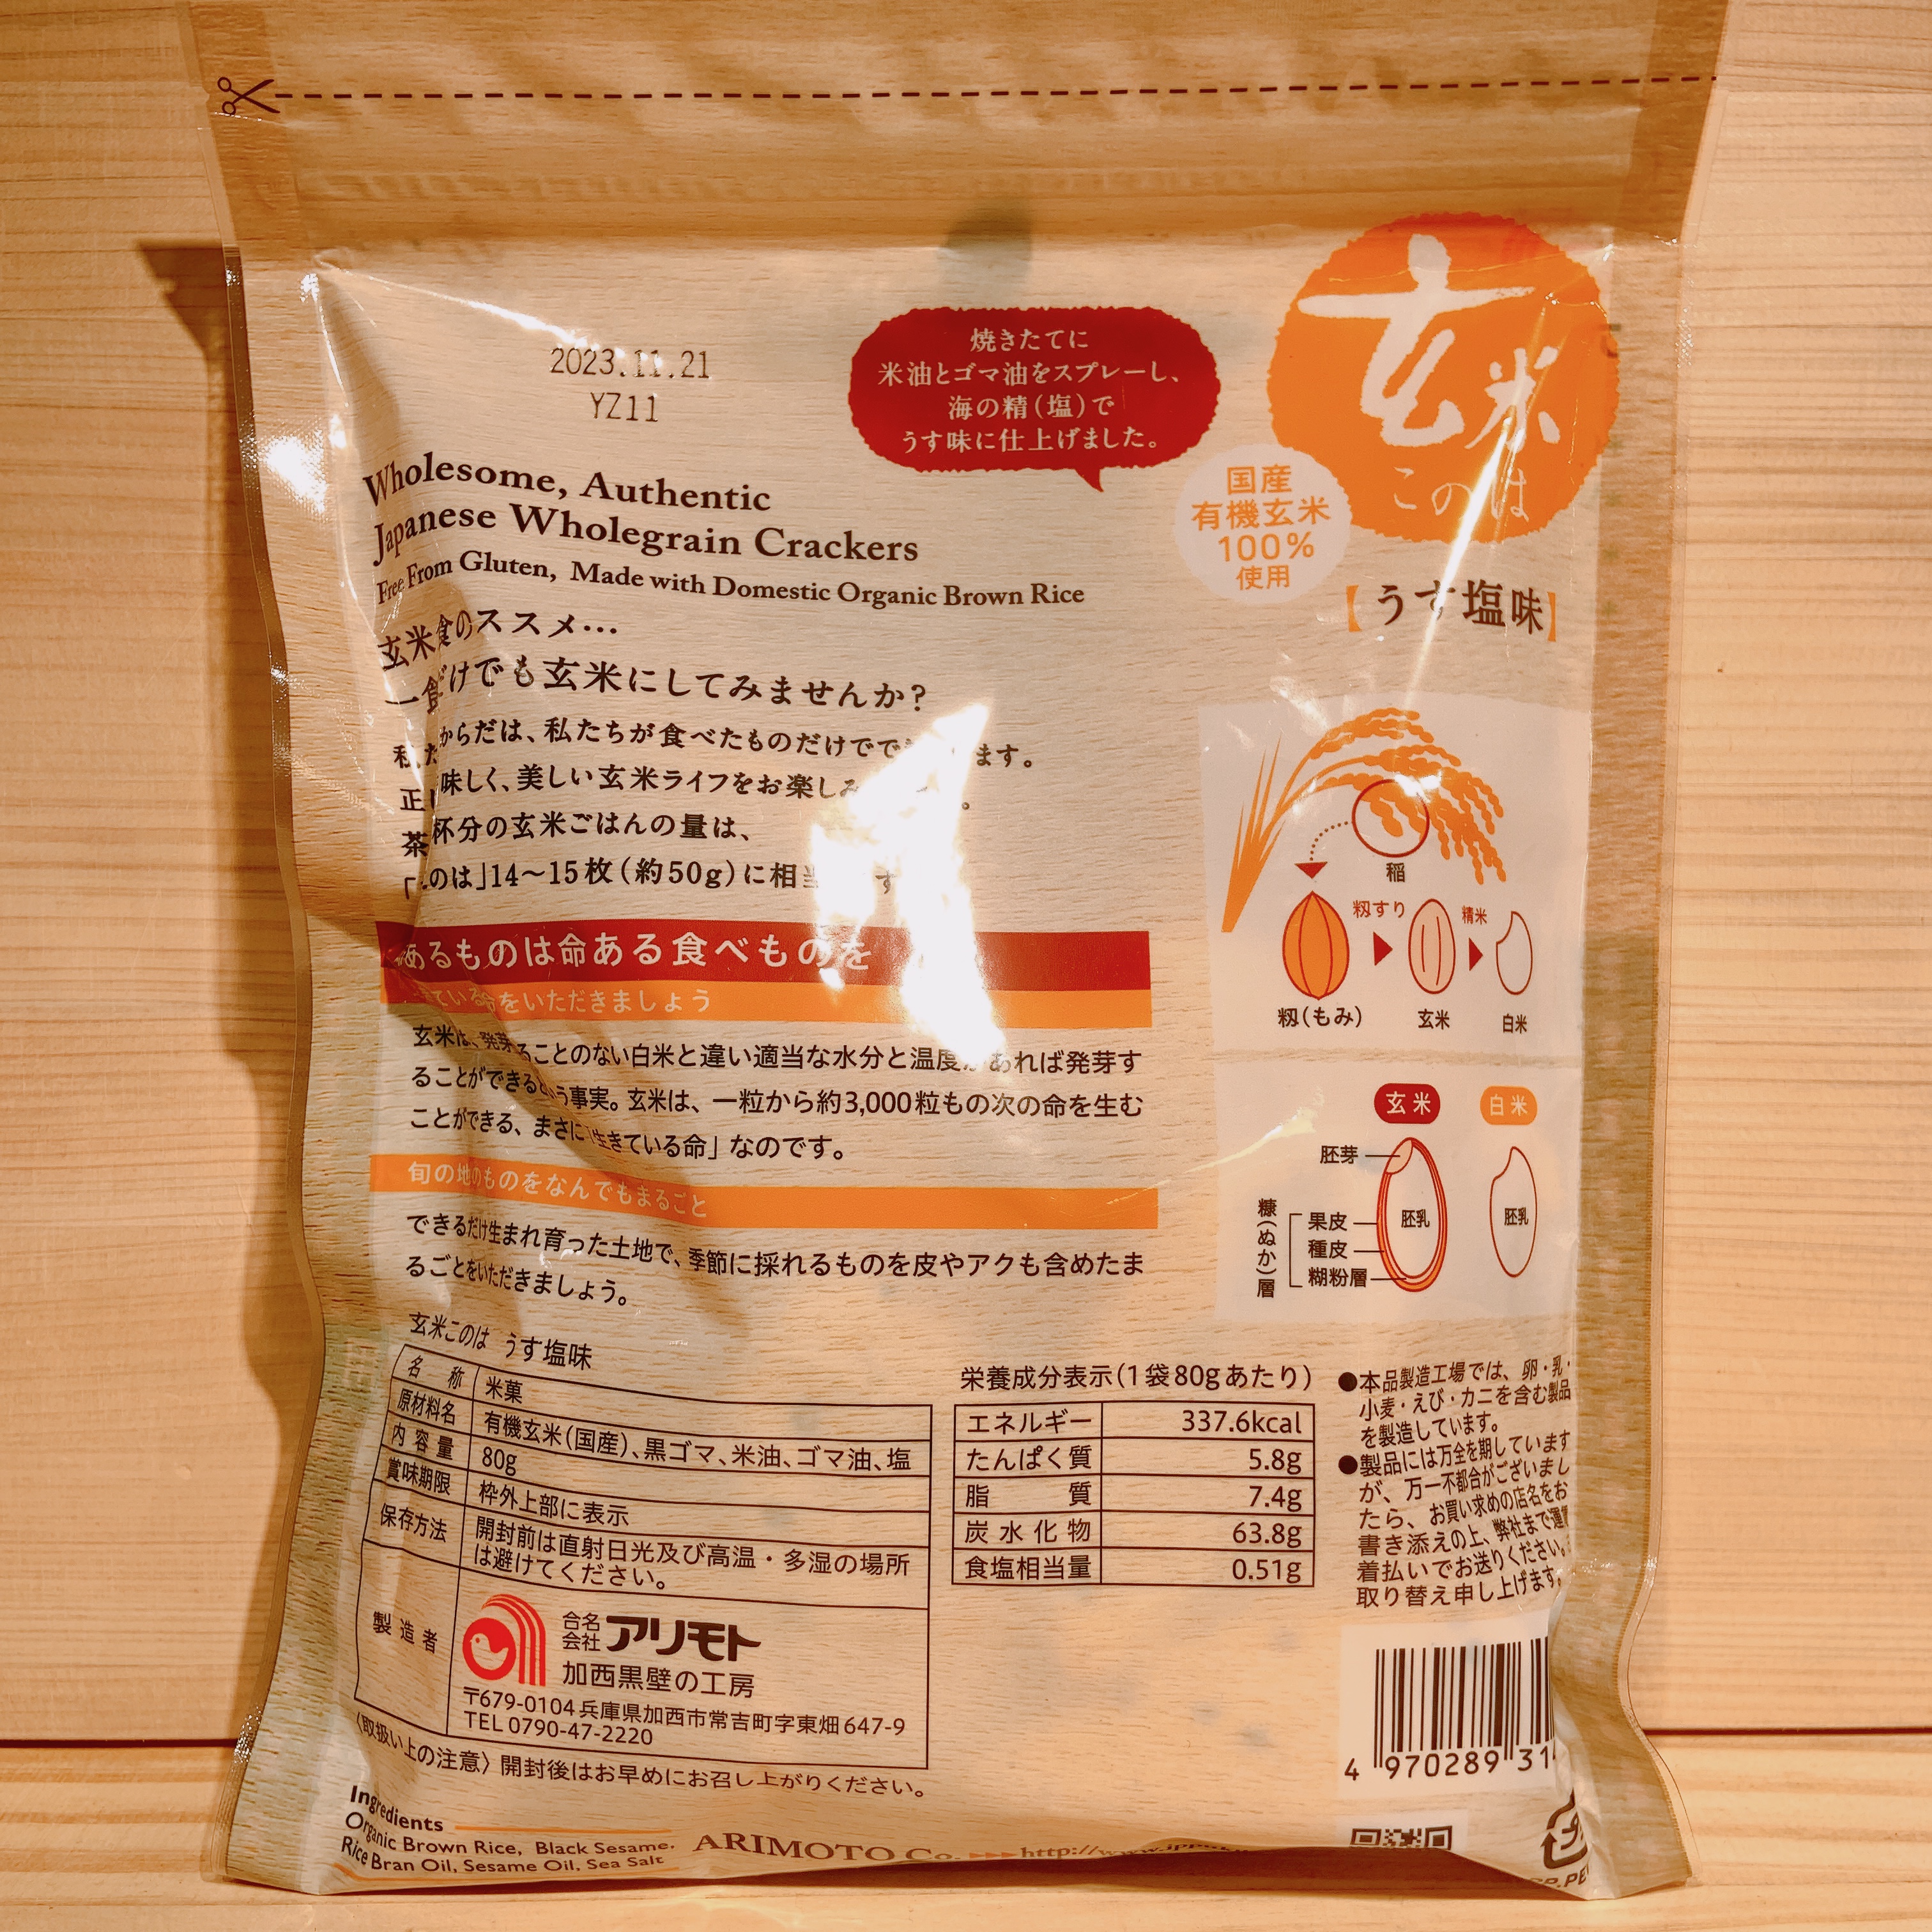 2023.11.21
YZ11
焼きたてに
米油とゴマ油をスプレーし、
海の精(塩)で
うす味に仕上げました。
玄米
このは
国産
有機玄米
100%
使用
【うす塩味】
Wholesome, Authentic
Japanese Wholegrain Crackers
Free From Gluten, Made with Domestic Organic Brown Rice
玄米食のススメ…
一食だけでも玄米にしてみませんか?
私た からだは、私たちが食べたものだけでで ます。
正し 味しく、美しい玄米ライフをお楽しみ 。
茶 杯分の玄米ごはんの量は、
「 のは」14〜15枚(約50g)に相当 す
あるものは命ある食べものを
ている命をいただきましょう
玄米は、発芽することのない白米と違い適当な水分と温度があれば発芽す
ることができるという事実。玄米は、一粒から約3,000粒もの次の命を生む
ことができる、まさに「生きている命」なのです。
旬の地のものをなんでもまるごと
できるだけ生まれ育った土地で、季節に採れるものを皮やアクも含めたま
るごとをいただきましょう。
稲
籾すり
精米
籾(もみ)
玄米
白米
玄米
白米
胚芽
糠(ぬか)層
果皮
種皮
糊粉層
胚乳
胚乳
玄米このは うす塩味
名称 米菓
原材料名 有機玄米(国産)、黒ゴマ、米油、ゴマ油、塩
内容量 80g
賞味期限 枠外上部に表示
保存方法 開封前は直射日光及び高温・多湿の場所
は避けてください。
製造者
合名会社 アリモト
加西黒壁の工房
〒679-0104 兵庫県加西市常吉町字東畑647-9
TEL 0790-47-2220
〈取扱い上の注意〉開封後はお早めにお召し上がりください。
栄養成分表示(1袋80gあたり)
エネルギー 337.6kcal
たんぱく質 5.8g
脂質 7.4g
炭水化物 63.8g
食塩相当量 0.51g
●本品製造工場では、卵・乳・
小麦・えび・カニを含む製品
を製造しています。
●製品には万全を期しています
が、万一不都合がございまし
たら、お買い求めの店名をお
書き添えの上、弊社まで運賃
着払いでお送りください。
取り替え申し上げます。
4 970289 31
Ingredients
Organic Brown Rice, Black Sesame,
Rice Bran Oil, Sesame Oil, Sea Salt
ARIMOTO Co. http://www.ippu